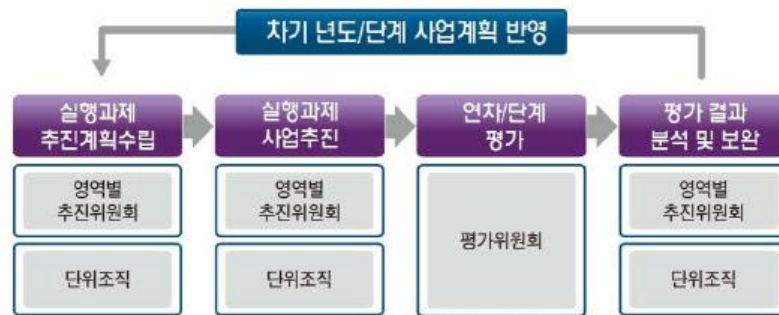 차기 년도/단계 사업계획 반영
실행과제
추진계획수립
실행과제
사업추진
연차/단계
평가
평가 결과
분석 및 보완
영역별
추진위원회
영역별
추진위원회
평가위원회
영역별
추진위원회
단위조직
단위조직
단위조직